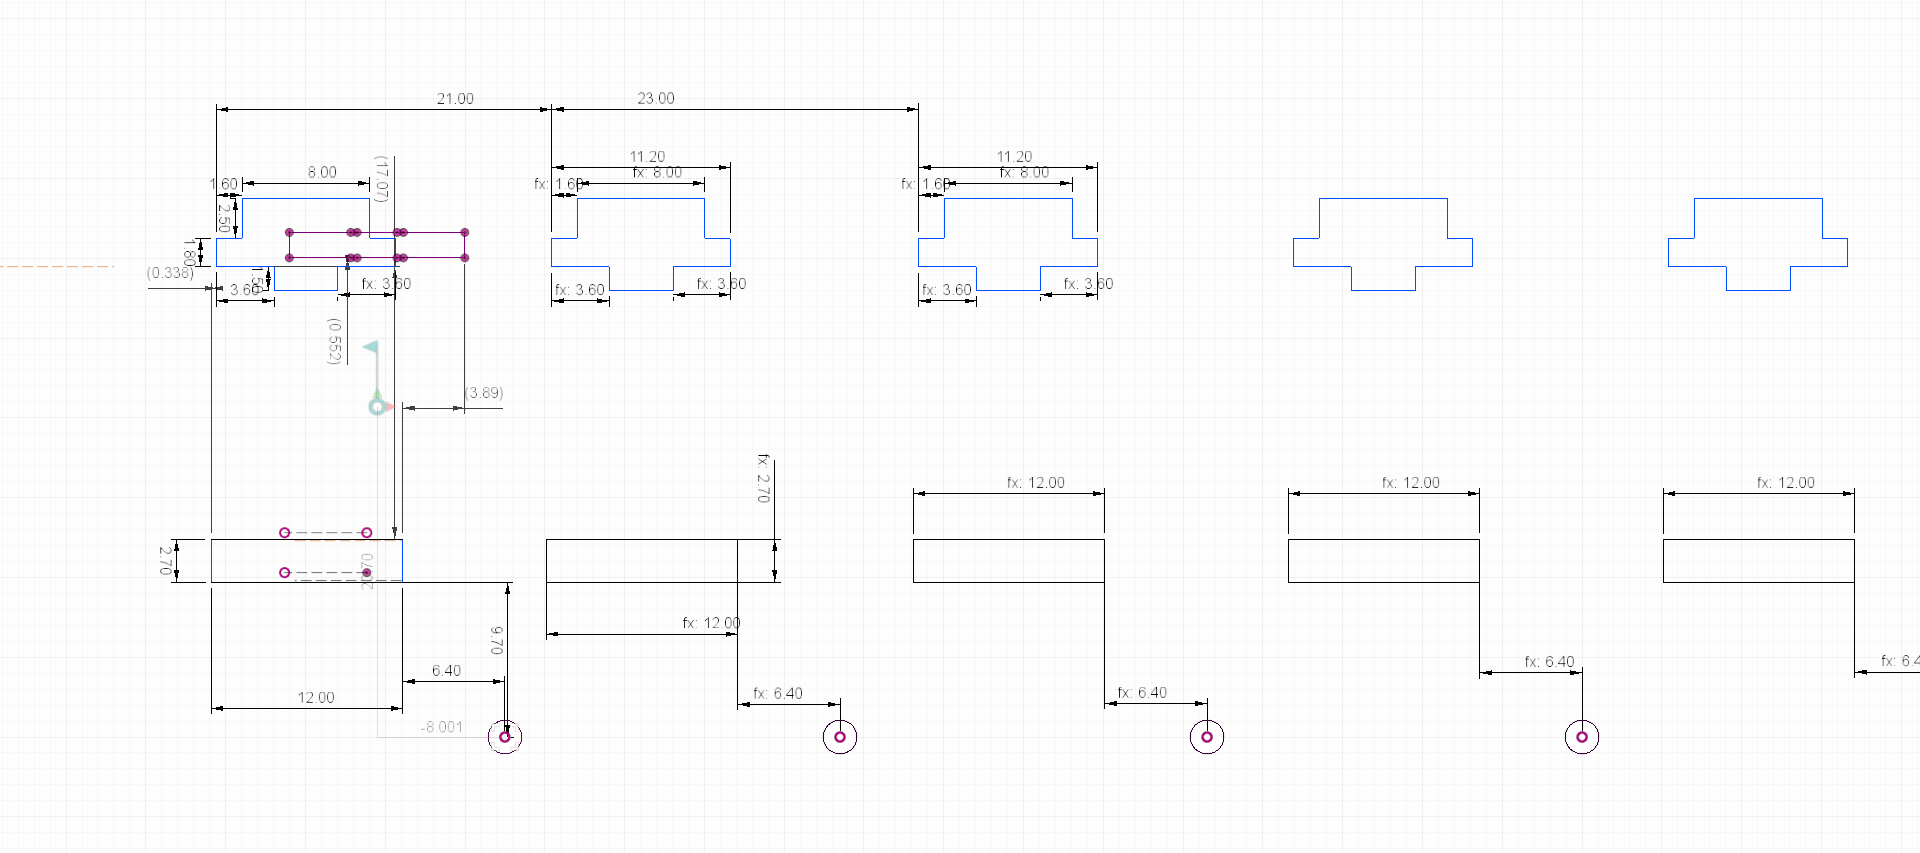 21.00
23.00
11.20
11.20
8.00
(17.07)
fx: 8.00
fx: 8.00
1.60
fx: 1.60
fx: 1.60
2.50
1.80
(0.338)
1.50
3.60
fx: 3.60
fx: 3.60
fx: 3.60
fx: 3.60
fx: 3.60
(0.552)
(3.89)
fx: 2.70
fx: 12.00
fx: 12.00
fx: 12.00
2.70
fx: 12.00
9.70
6.40
fx: 6.40
fx: 6.4
12.00
fx: 6.40
fx: 6.40
-8.001